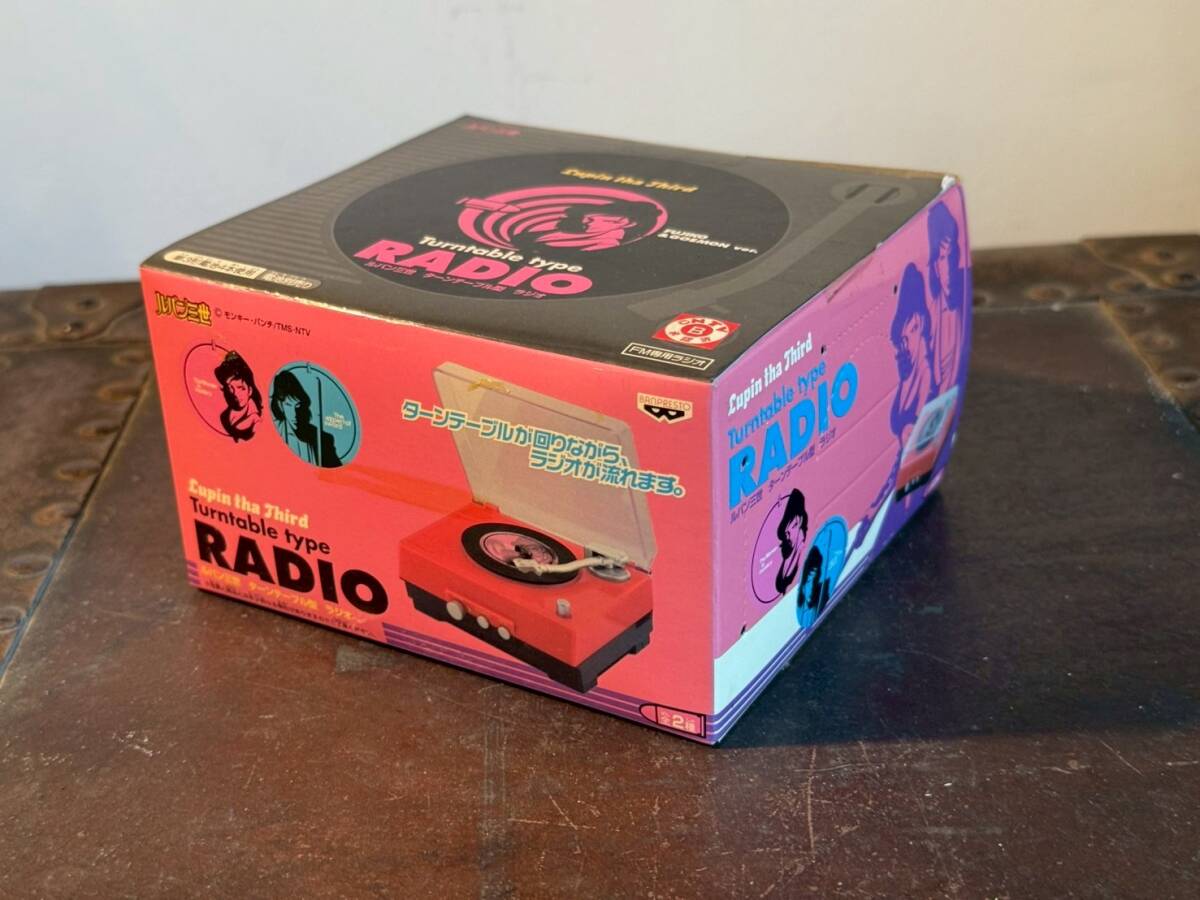 ルパン三世
Lupin tha Third
FUJIKO
&GOEMON ver.
Turntable type
RADIO
ルパン三世 ターンテーブル型 ラジオ
FM専用ラジオ
ルパン三世
© モンキー・パンチ/TMS・NTV
BANPRESTO
ターンテーブルが回りながら、
ラジオが流れます。
Lupin tha Third
Turntable type
RADIO
ルパン三世 ターンテーブル型 ラジオ
全2種
Lupin tha Third
Turntable type
RADIO
ルパン三世 ターンテーブル型 ラジオ